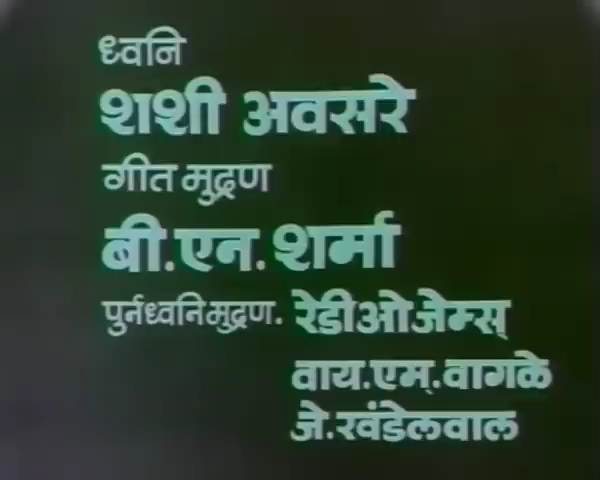 ध्वनि
शशी अवसरे
गीत मुद्रण
बी.एन.शर्मा
पुर्नध्वनिमुद्रण. रेडीओजेम्स्
वाय.एम्.वागळे
जे.खंडेलवाल